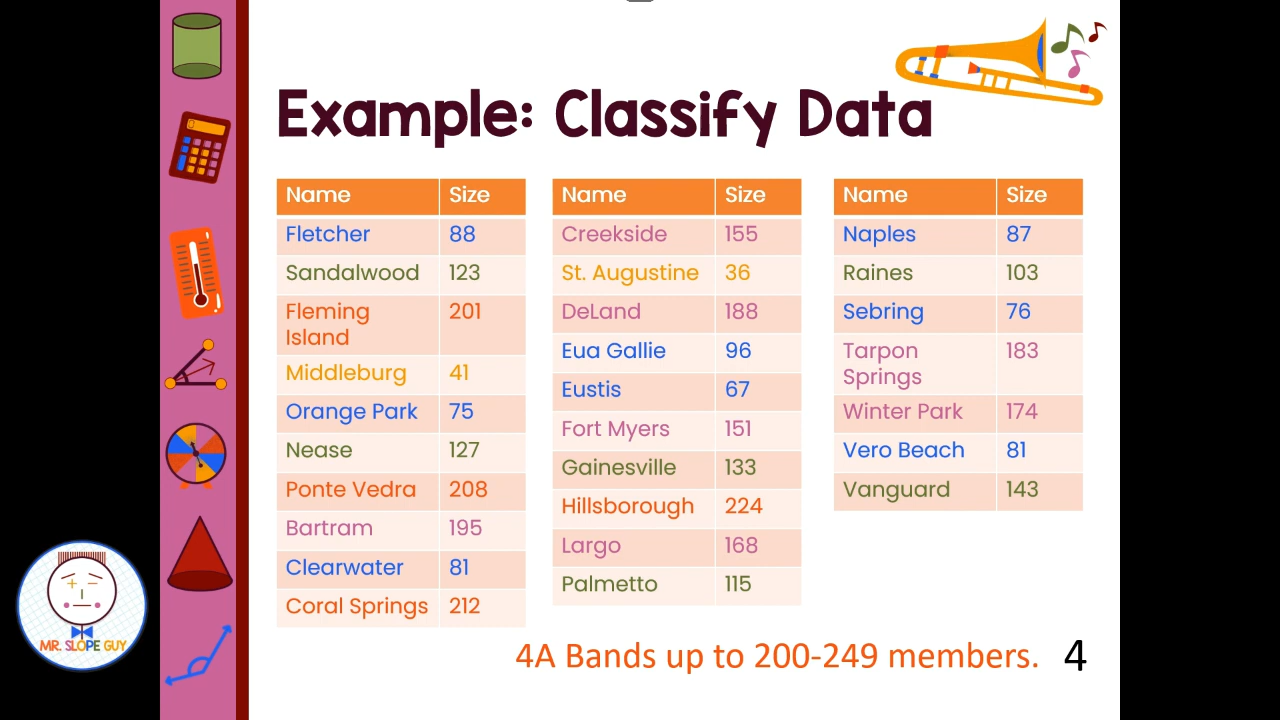 Example: Classify Data
Name Size
Fletcher 88
Sandalwood 123
Fleming 201
Island
Middleburg 41
Orange Park 75
Nease 127
Ponte Vedra 208
Bartram 195
Clearwater 81
Coral Springs 212
Name Size
Creekside 155
St. Augustine 36
DeLand 188
Eua Gallie 96
Eustis 67
Fort Myers 151
Gainesville 133
Hillsborough 224
Largo 168
Palmetto 115
Name Size
Naples 87
Raines 103
Sebring 76
Tarpon 183
Springs
Winter Park 174
Vero Beach 81
Vanguard 143
4A Bands up to 200-249 members. 4
MR. SLOPE GUY